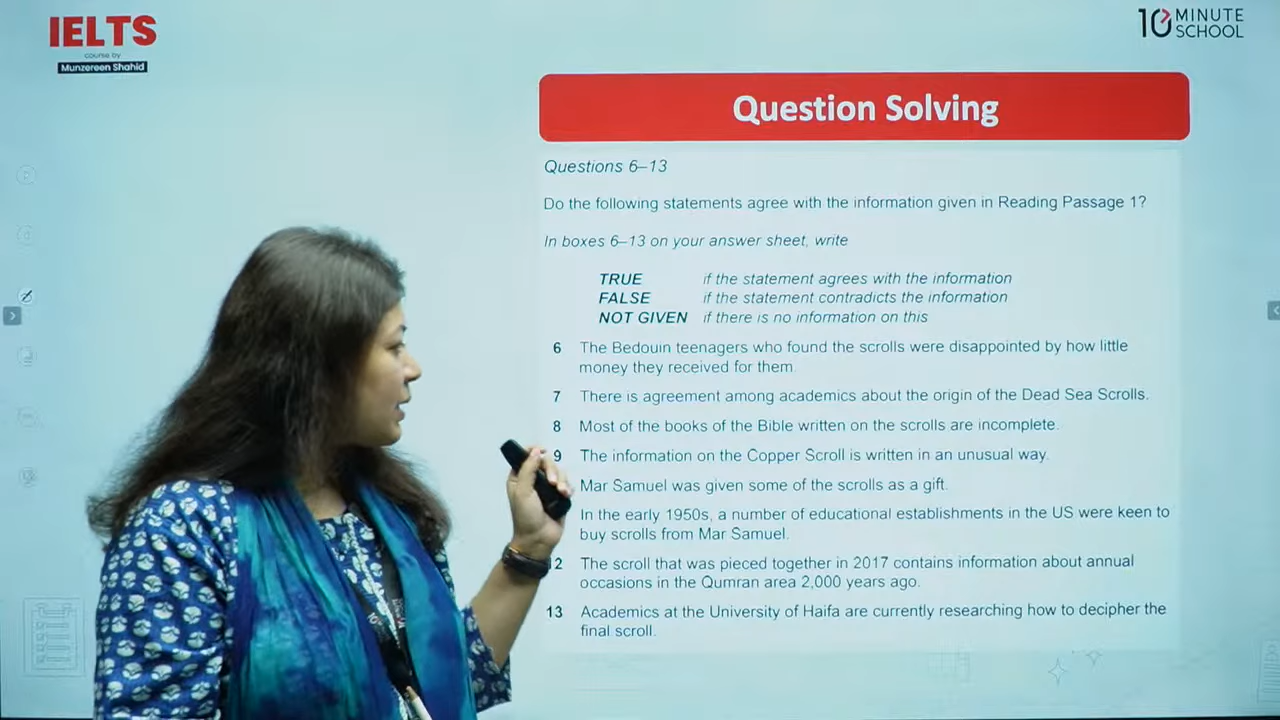 IELTS
course by
Munzereen Shahid
10 MINUTE
SCHOOL
Question Solving
Questions 6–13
Do the following statements agree with the information given in Reading Passage 1?
In boxes 6–13 on your answer sheet, write
TRUE if the statement agrees with the information
FALSE if the statement contradicts the information
NOT GIVEN if there is no information on this
6 The Bedouin teenagers who found the scrolls were disappointed by how little
money they received for them.
7 There is agreement among academics about the origin of the Dead Sea Scrolls.
8 Most of the books of the Bible written on the scrolls are incomplete.
9 The information on the Copper Scroll is written in an unusual way.
Mar Samuel was given some of the scrolls as a gift.
In the early 1950s, a number of educational establishments in the US were keen to
buy scrolls from Mar Samuel.
2 The scroll that was pieced together in 2017 contains information about annual
occasions in the Qumran area 2,000 years ago.
13 Academics at the University of Haifa are currently researching how to decipher the
final scroll.